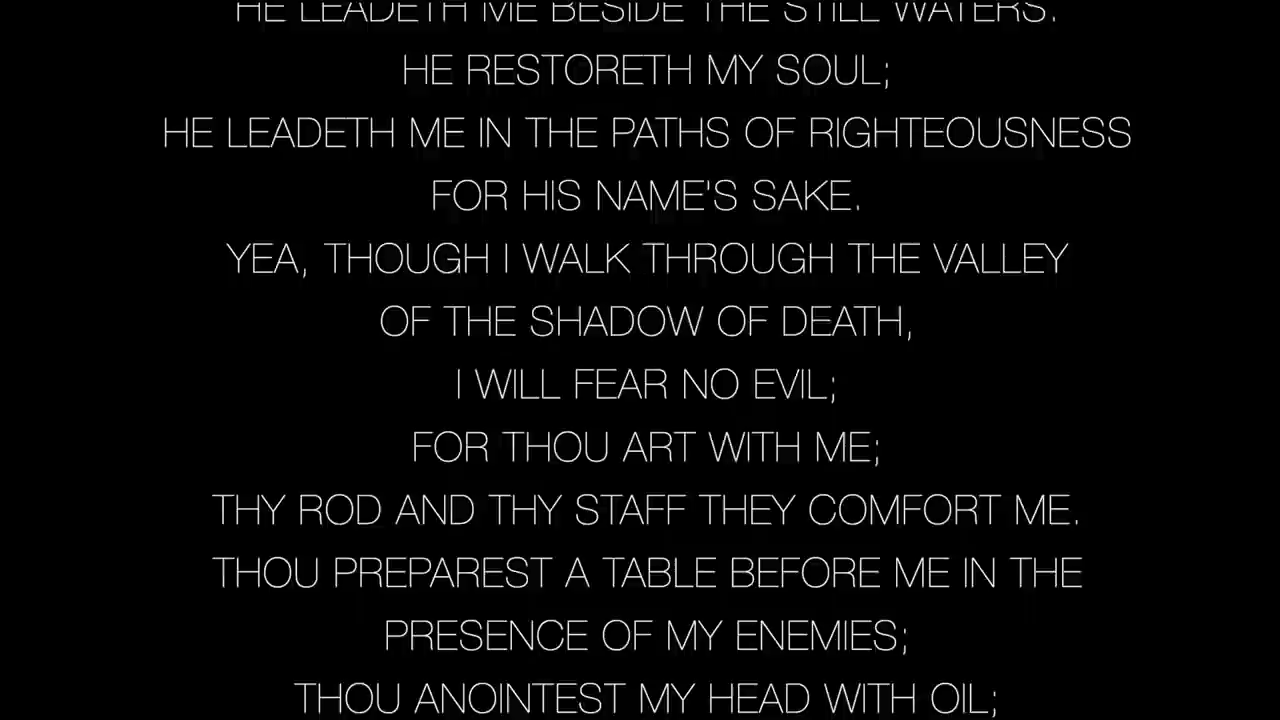 HE LEADETH ME BESIDE THE STILL WATERS.
HE RESTORETH MY SOUL;
HE LEADETH ME IN THE PATHS OF RIGHTEOUSNESS
FOR HIS NAME'S SAKE.
YEA, THOUGH I WALK THROUGH THE VALLEY
OF THE SHADOW OF DEATH,
I WILL FEAR NO EVIL;
FOR THOU ART WITH ME;
THY ROD AND THY STAFF THEY COMFORT ME.
THOU PREPAREST A TABLE BEFORE ME IN THE
PRESENCE OF MY ENEMIES;
THOU ANOINTEST MY HEAD WITH OIL;